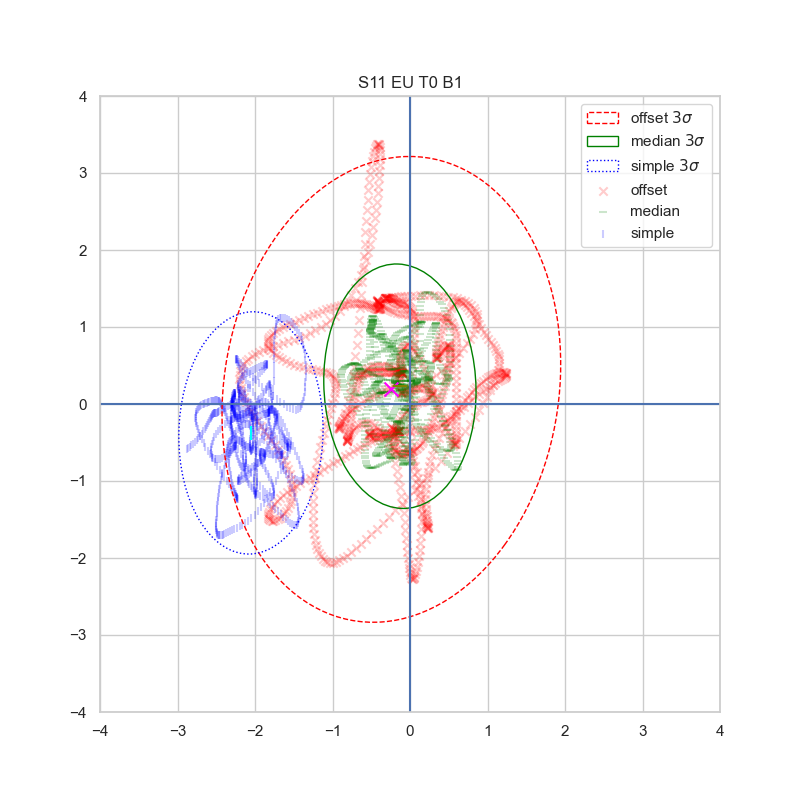 S11 EU T0 B1
4
3
2
1
0
−1
−2
−3
−4
−4
−3
−2
−1
0
1
2
3
4
offset 3σ
median 3σ
simple 3σ
offset
median
simple